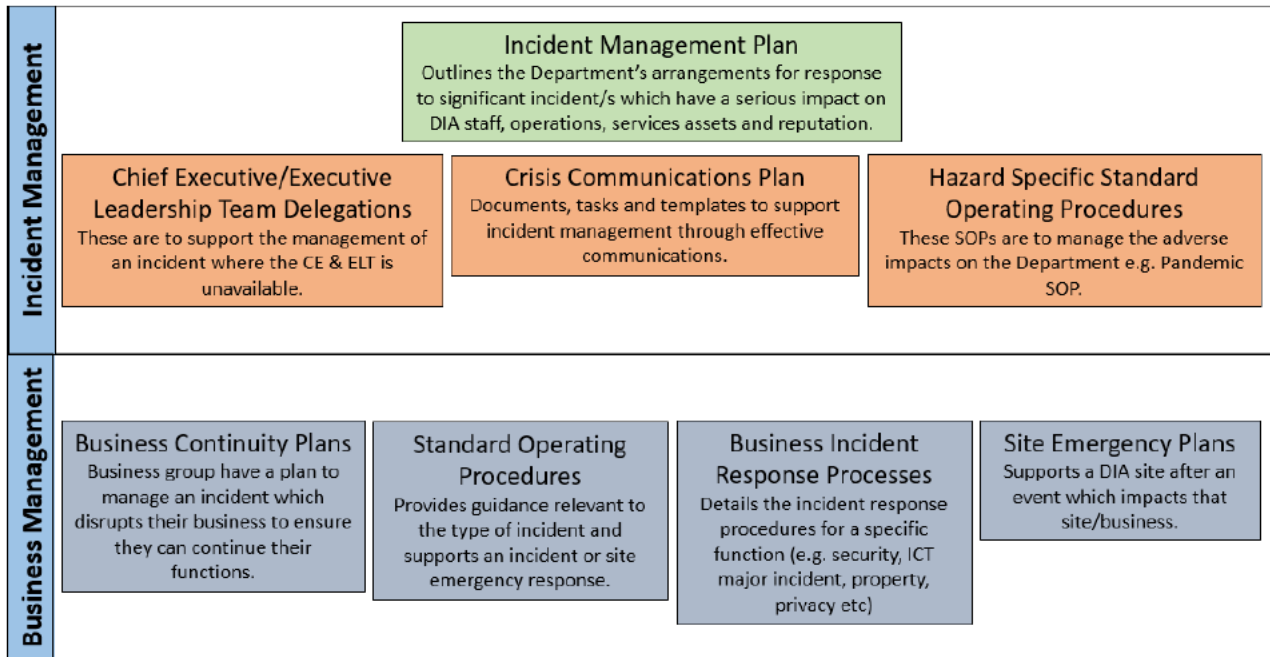 Incident Management
Incident Management Plan
Outlines the Department's arrangements for response
to significant incident/s which have a serious impact on
DIA staff, operations, services assets and reputation.
Chief Executive/Executive
Leadership Team Delegations
These are to support the management of
an incident where the CE & ELT is
unavailable.
Crisis Communications Plan
Documents, tasks and templates to support
incident management through effective
communications.
Hazard Specific Standard
Operating Procedures
These SOPs are to manage the adverse
impacts on the Department e.g. Pandemic
SOP.
Business Management
Business Continuity Plans
Business group have a plan to
manage an incident which
disrupts their business to ensure
they can continue their
functions.
Standard Operating
Procedures
Provides guidance relevant to
the type of incident and
supports an incident or site
emergency response.
Business Incident
Response Processes
Details the incident response
procedures for a specific
function (e.g. security, ICT
major incident, property,
privacy etc)
Site Emergency Plans
Supports a DIA site after an
event which impacts that
site/business.